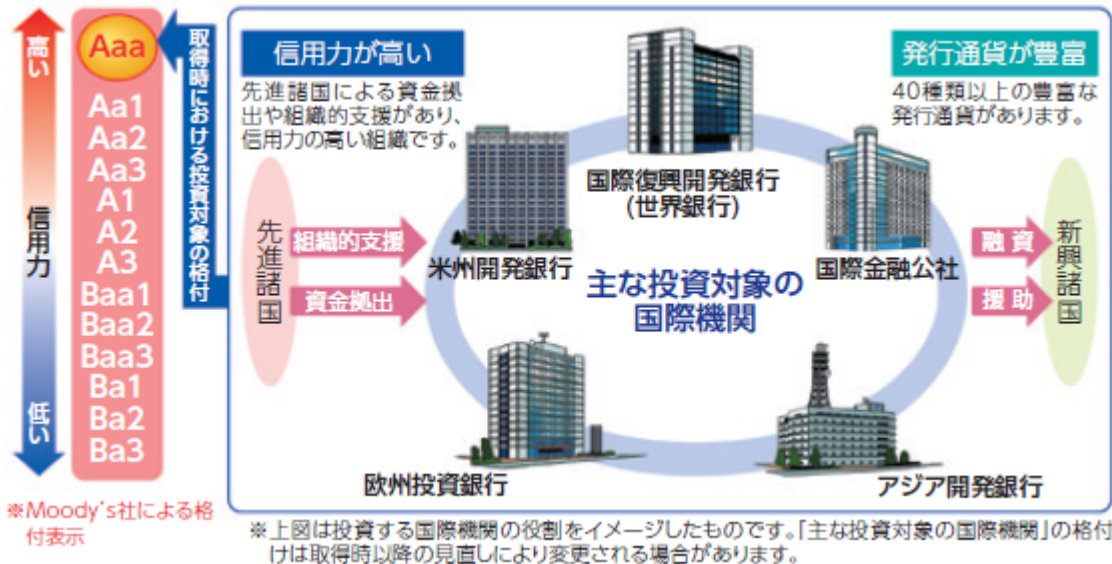 高い
信用力
低い
Aaa
Aa1
Aa2
Aa3
A1
A2
A3
Baa1
Baa2
Baa3
Ba1
Ba2
Ba3
※Moody's社による格
付表示
取得時における投資対象の格付
信用力が高い
先進諸国による資金拠
出や組織的支援があり、
信用力の高い組織です。
発行通貨が豊富
40種類以上の豊富な
発行通貨があります。
先進諸国
組織的支援
資金拠出
国際復興開発銀行
(世界銀行)
米州開発銀行
国際金融公社
主な投資対象の
国際機関
欧州投資銀行
アジア開発銀行
融資
援助
新興諸国
※上図は投資する国際機関の役割をイメージしたものです。「主な投資対象の国際機関」の格付
けは取得時以降の見直しにより変更される場合があります。